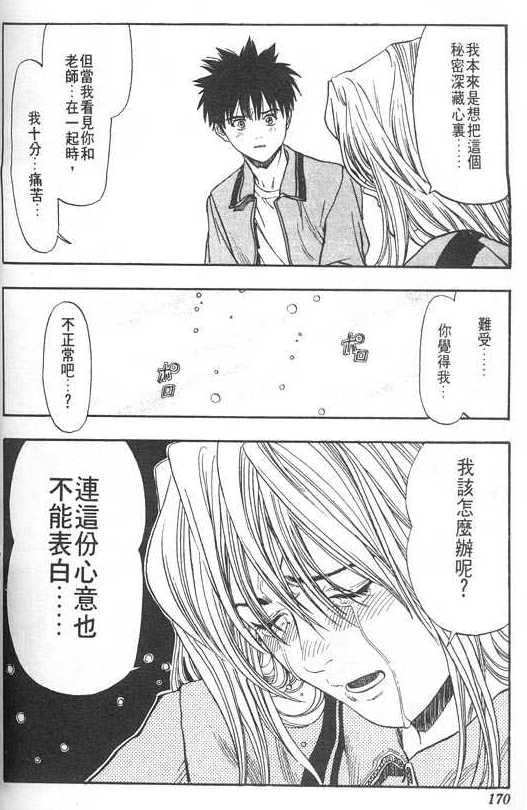 我本來是想把這個
秘密深藏心裏……
但當我看見你和
老師…在一起時，
我十分…痛苦…
難受……
你覺得我…
不正常吧…？
ポロ
ポロ
我該怎麼辦呢？
連這份心意也
不能表白……
170